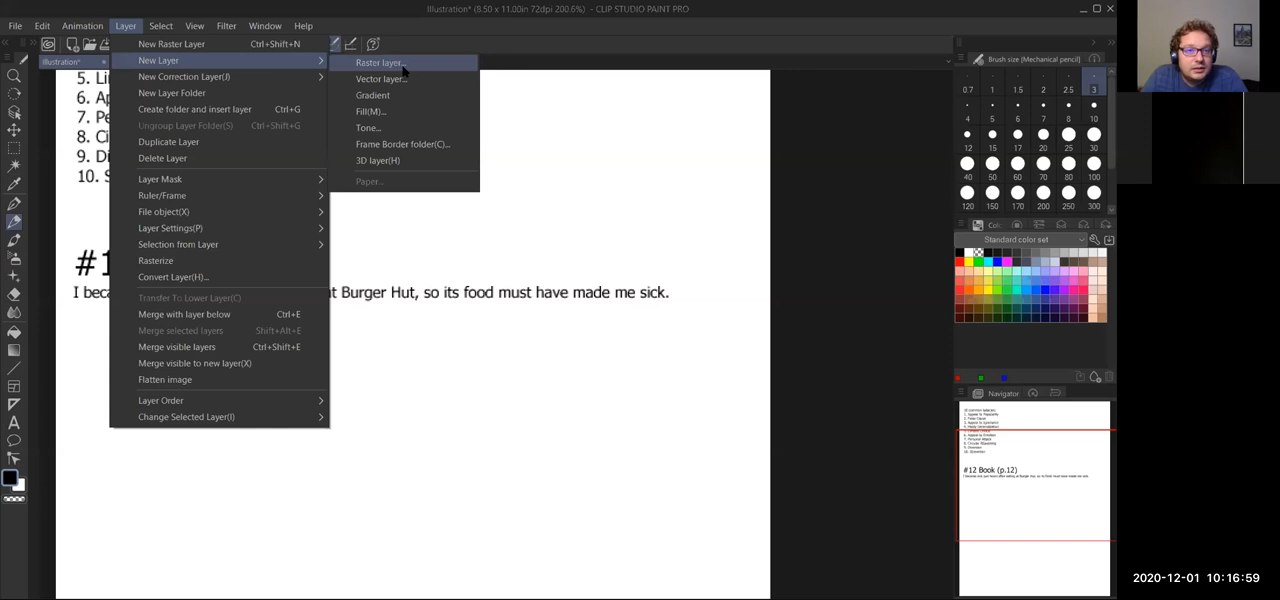 Illustration* (8.50 x 11.00in 72dpi 200.6%) - CLIP STUDIO PAINT PRO
File Edit Animation Layer Select View Filter Window Help
Illustration*
New Raster Layer Ctrl+Shift+N
New Layer
New Correction Layer(J)
New Layer Folder
Create folder and insert layer Ctrl+G
Ungroup Layer Folder(S) Ctrl+Shift+G
Duplicate Layer
Delete Layer
Layer Mask
Ruler/Frame
File object(X)
Layer Settings(P)
Selection from Layer
Rasterize
Convert Layer(H)...
Transfer To Lower Layer(C)
Merge with layer below Ctrl+E
Merge selected layers Shift+Alt+E
Merge visible layers Ctrl+Shift+E
Merge visible to new layer(X)
Flatten image
Layer Order
Change Selected Layer(I)
Raster layer...
Vector layer...
Gradient
Fill(M)...
Tone...
Frame Border folder(C)...
3D layer(H)
Paper...
5. Li
6. A
7. Pe
8. Ci
9. Di
10. S
#1
I beca
t Burger Hut, so its food must have made me sick.
Brush size [Mechanical pencil]
0.7 1 1.5 2 2.5 3
4 5 6 7 8 10
12 15 17 20 25 30
40 50 60 70 80 100
120 150 170 200 250 300
Standard color set
Navigator
#12 Book (p.12)
2020-12-01 10:16:59